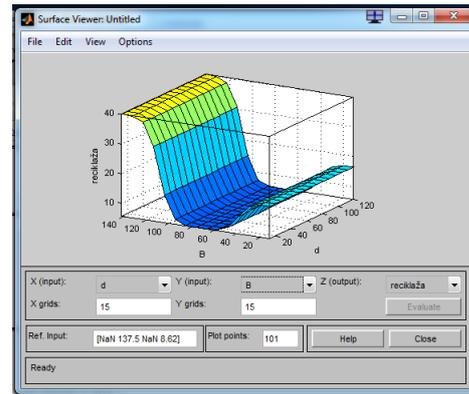 Surface Viewer: Untitled
File Edit View Options
40
30
20
10
reciklaža
140 120 100 80 60 40 20
B
20 40 60 80 100 120
d
X (input): d Y (input): B Z (output): reciklaža
X grids: 15 Y grids: 15 Evaluate
Ref. Input: [NaN 137.5 NaN 8.62] Plot points: 101 Help Close
Ready